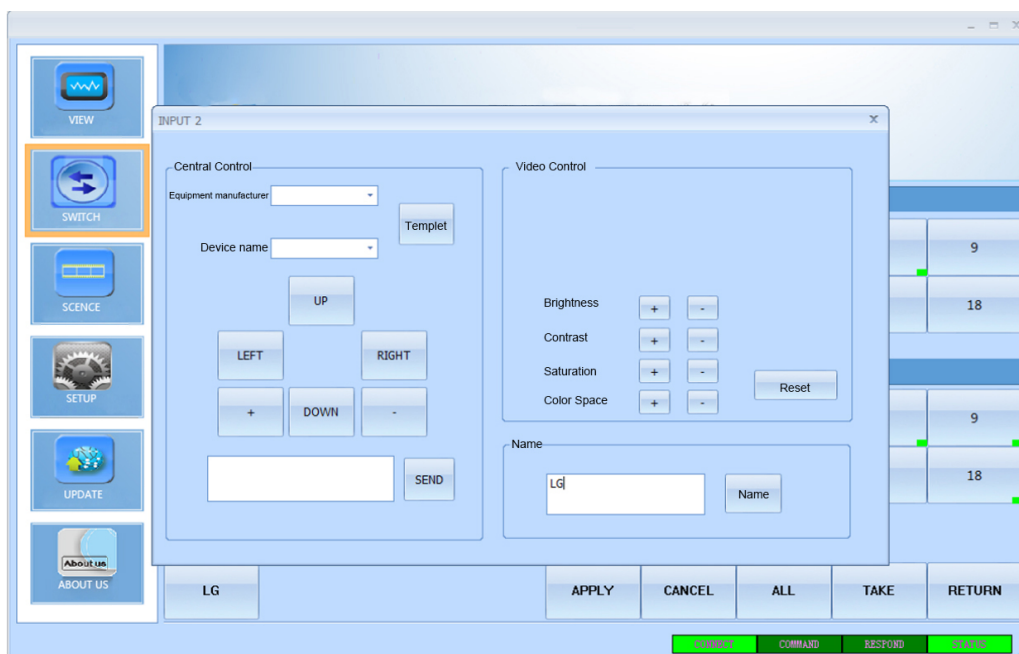 VIEW
SWITCH
SCENCE
SETUP
UPDATE
About us
ABOUT US
INPUT 2
Central Control
Equipment manufacturer
Templet
Device name
UP
LEFT
RIGHT
+
DOWN
-
SEND
Video Control
Brightness
+ -
Contrast
+ -
Saturation
+ -
Color Space
+ -
Reset
Name
LG
Name
9
18
9
18
LG
APPLY
CANCEL
ALL
TAKE
RETURN
CONNECT
COMMAND
RESPOND
STATUS